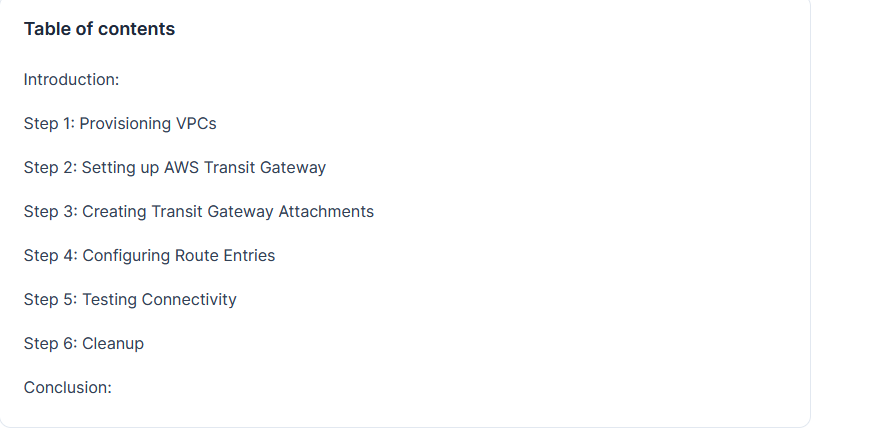 Table of contents
Introduction:
Step 1: Provisioning VPCs
Step 2: Setting up AWS Transit Gateway
Step 3: Creating Transit Gateway Attachments
Step 4: Configuring Route Entries
Step 5: Testing Connectivity
Step 6: Cleanup
Conclusion: